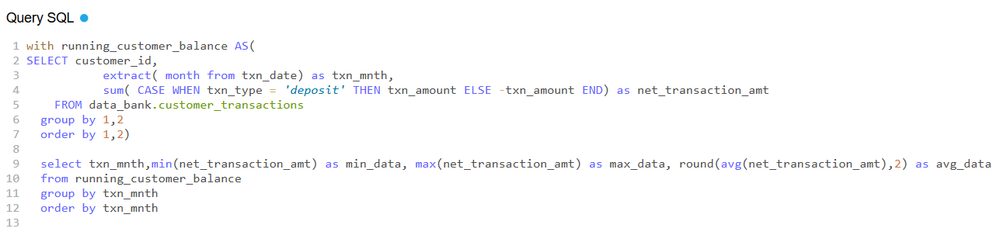 Query SQL
1 with running_customer_balance AS(
2 SELECT customer_id,
3 extract( month from txn_date) as txn_mnth,
4 sum( CASE WHEN txn_type = 'deposit' THEN txn_amount ELSE -txn_amount END) as net_transaction_amt
5 FROM data_bank.customer_transactions
6 group by 1,2
7 order by 1,2)
8
9 select txn_mnth,min(net_transaction_amt) as min_data, max(net_transaction_amt) as max_data, round(avg(net_transaction_amt),2) as avg_data
10 from running_customer_balance
11 group by txn_mnth
12 order by txn_mnth
13